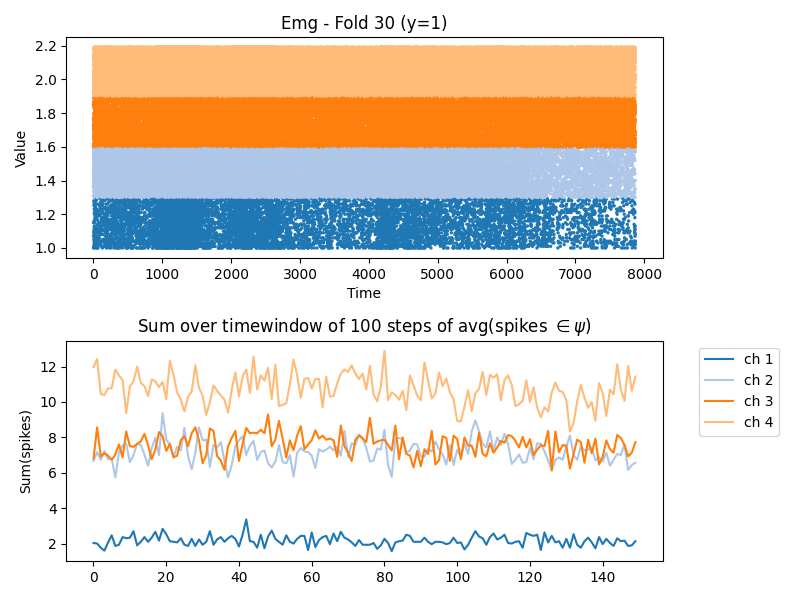 Emg - Fold 30 (y=1)
2.2
2.0
1.8
1.6
1.4
1.2
1.0
Value
0 1000 2000 3000 4000 5000 6000 7000 8000
Time
Sum over timewindow of 100 steps of avg(spikes ∈ ψ)
12
10
8
6
4
2
Sum(spikes)
0 20 40 60 80 100 120 140
ch 1
ch 2
ch 3
ch 4